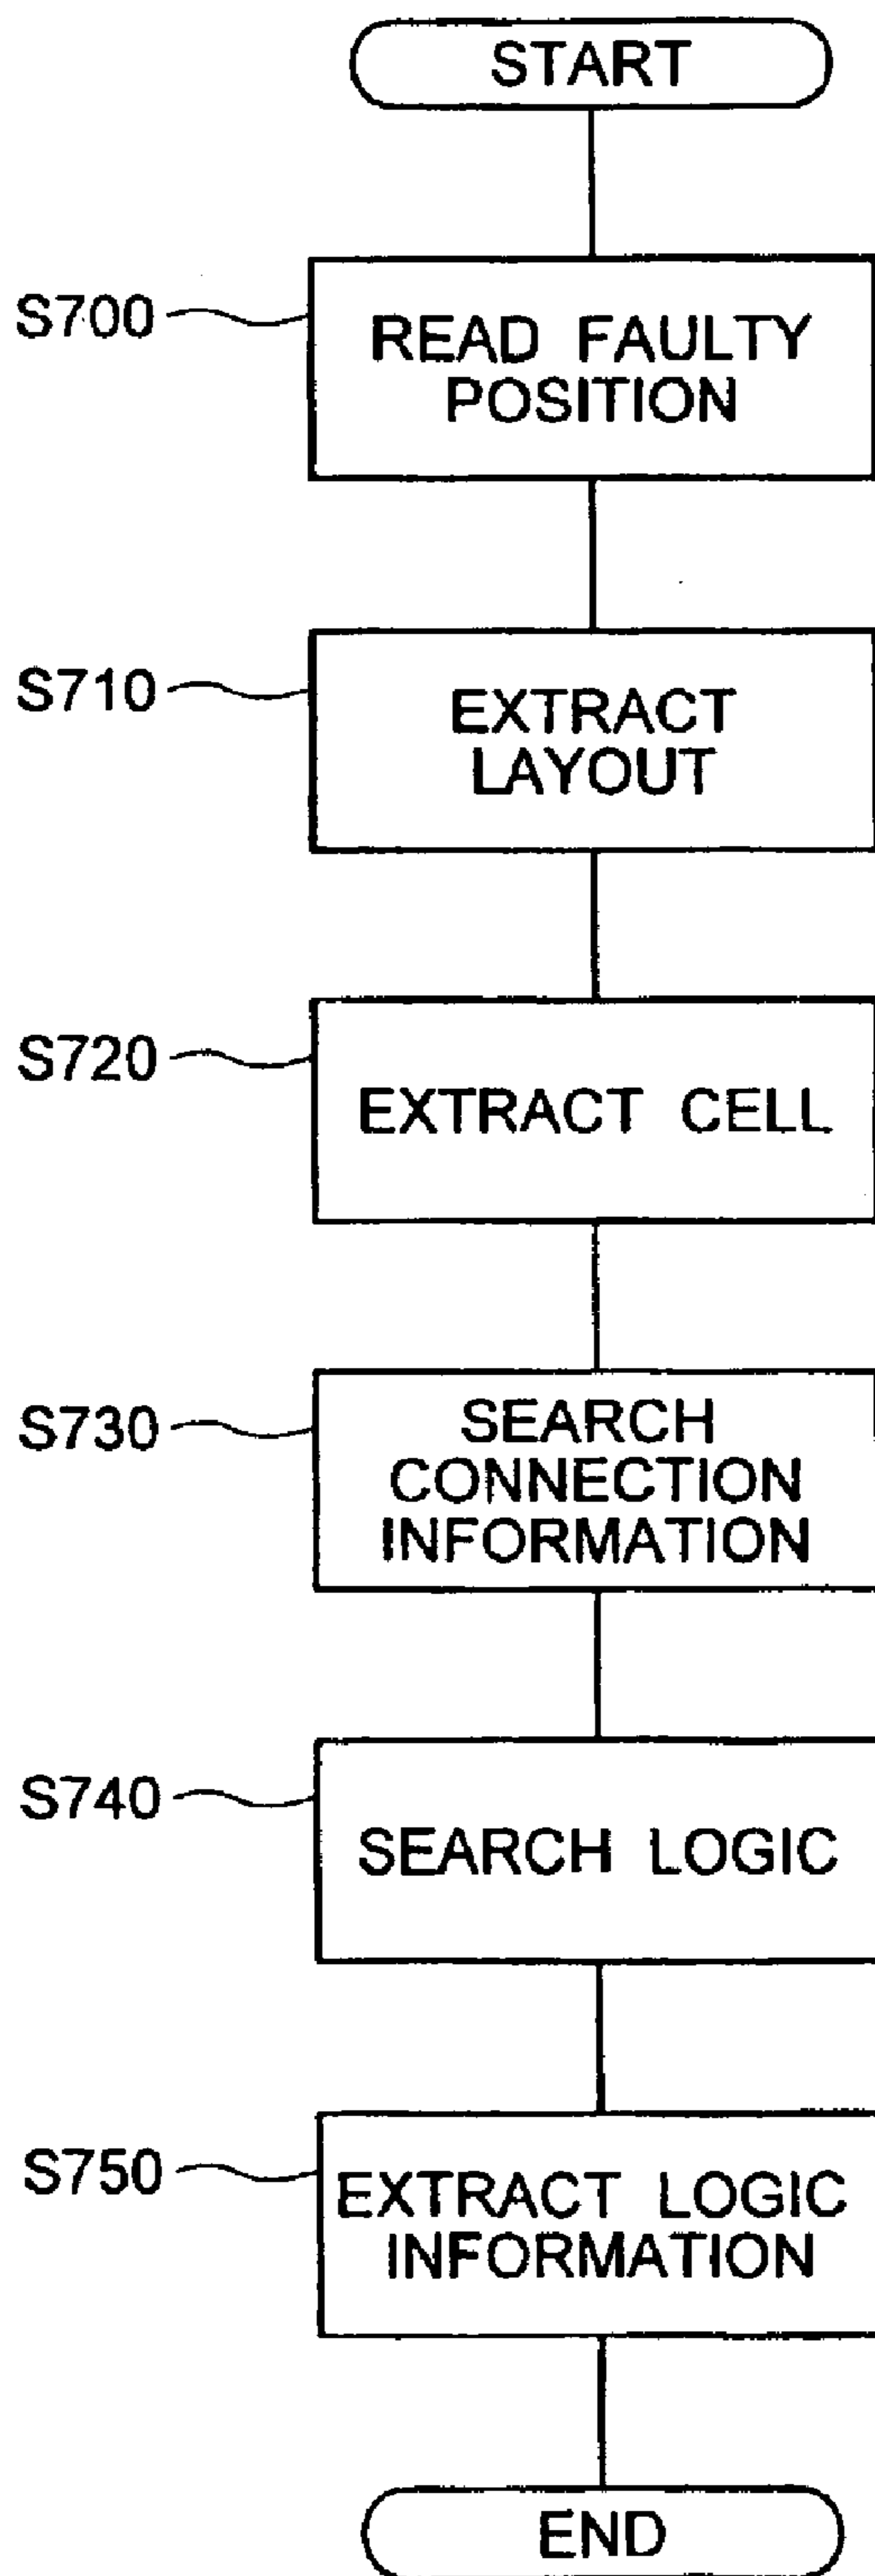 START
S700
READ FAULTY
POSITION
S710
EXTRACT
LAYOUT
S720
EXTRACT CELL
S730
SEARCH
CONNECTION
INFORMATION
S740
SEARCH LOGIC
S750
EXTRACT LOGIC
INFORMATION
END